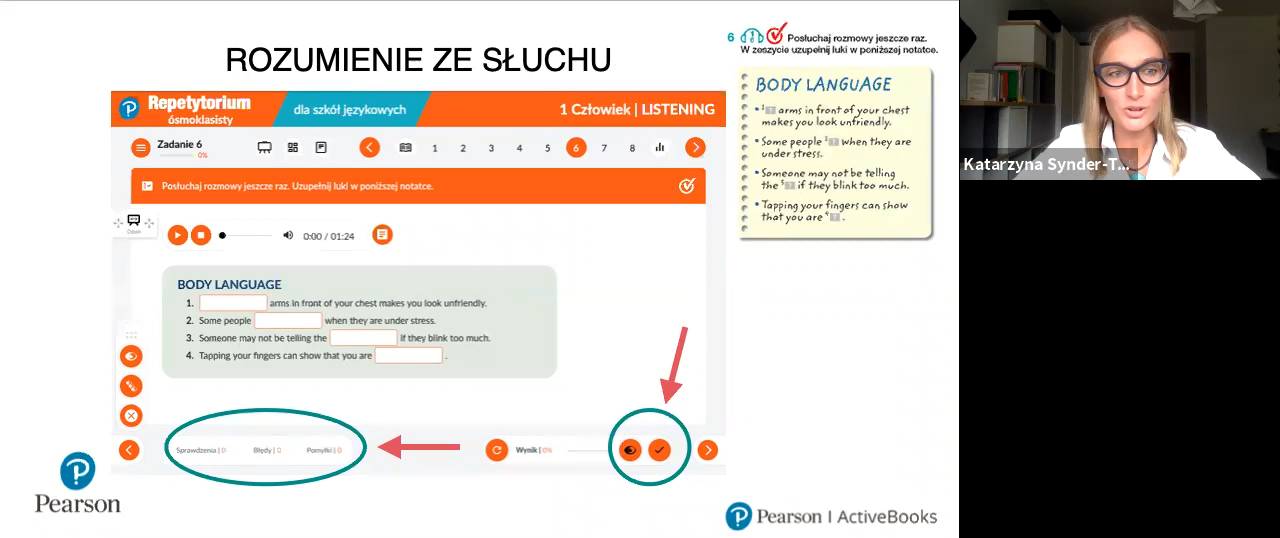 ROZUMIENIE ZE SŁUCHU
Repetytorium
ósmoklasisty
dla szkół językowych
1 Człowiek | LISTENING
Zadanie 6
0%
1 2 3 4 5 6 7 8
Posłuchaj rozmowy jeszcze raz. Uzupełnij luki w poniższej notatce.
0:00 / 01:24
BODY LANGUAGE
1. arms in front of your chest makes you look unfriendly.
2. Some people when they are under stress.
3. Someone may not be telling the if they blink too much.
4. Tapping your fingers can show that you are .
Sprawdzenia | 0 Błędy | 0 Pomyłki | 0
Wynik | 0%
P
Pearson
6 Posłuchaj rozmowy jeszcze raz.
W zeszycie uzupełnij luki w poniższej notatce.
BODY LANGUAGE
• 1 ? arms in front of your chest
makes you look unfriendly.
• Some people 2 ? when they are
under stress.
• Someone may not be telling
the 3 ? if they blink too much.
• Tapping your fingers can show
that you are 4 ? .
Pearson | ActiveBooks
Katarzyna Synder-T...